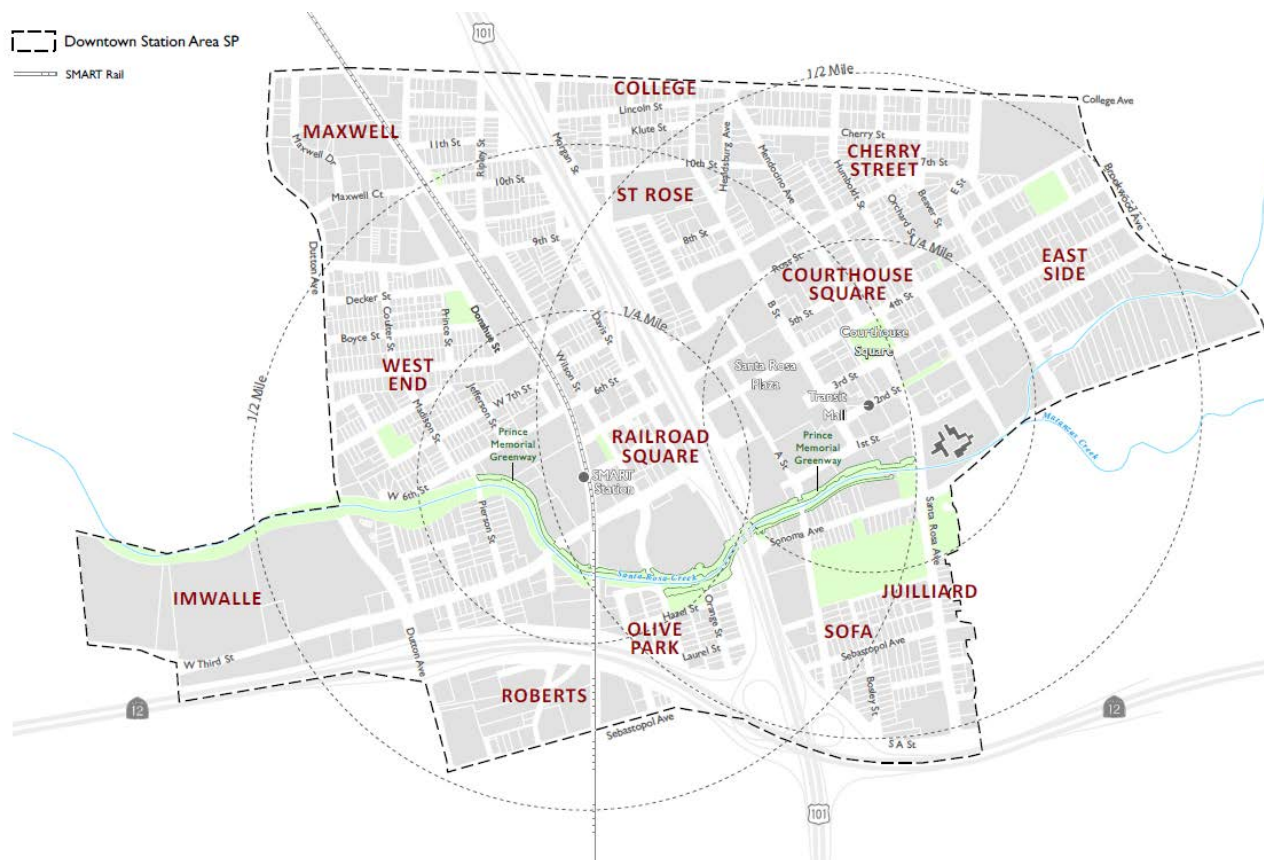 Downtown Station Area SP
SMART Rail
101
1/2 Mile
College Ave
COLLEGE
Lincoln St
Klute St
MAXWELL
Maxwell Dr
11th St
Ripley St
Morgan St
10th St
Healdsburg Ave
Mendocino Ave
Cherry St
CHERRY
STREET
7th St
Humboldt St
Orchard St
Beaver St
E St
Brookwood Ave
Maxwell Ct
10th St
ST ROSE
8th St
9th St
Dutton Ave
Ross St
COURTHOUSE
SQUARE
1/4 Mile
EAST
SIDE
Decker St
Coulter St
Prince St
Donahue St
Boyce St
B St
5th St
4th St
Courthouse
Square
Davis St
1/4 Mile
WEST
END
Wilson St
6th St
Santa Rosa
Plaza
3rd St
Transit
Mall
2nd St
1/2 Mile
Madison St
Jefferson St
W 7th St
Prince
Memorial
Greenway
RAILROAD
SQUARE
Prince
Memorial
Greenway
A St
1st St
Matanzas Creek
SMART
Station
W 6th St
Pierson St
Sonoma Ave
Santa Rosa Ave
Santa Rosa Creek
IMWALLE
Hazel St
Orange St
JUILLIARD
OLIVE
PARK
SOFA
Laurel St
Sebastopol Ave
W Third St
Dutton Ave
ROBERTS
Bosley St
12
Sebastopol Ave
12
S A St
101